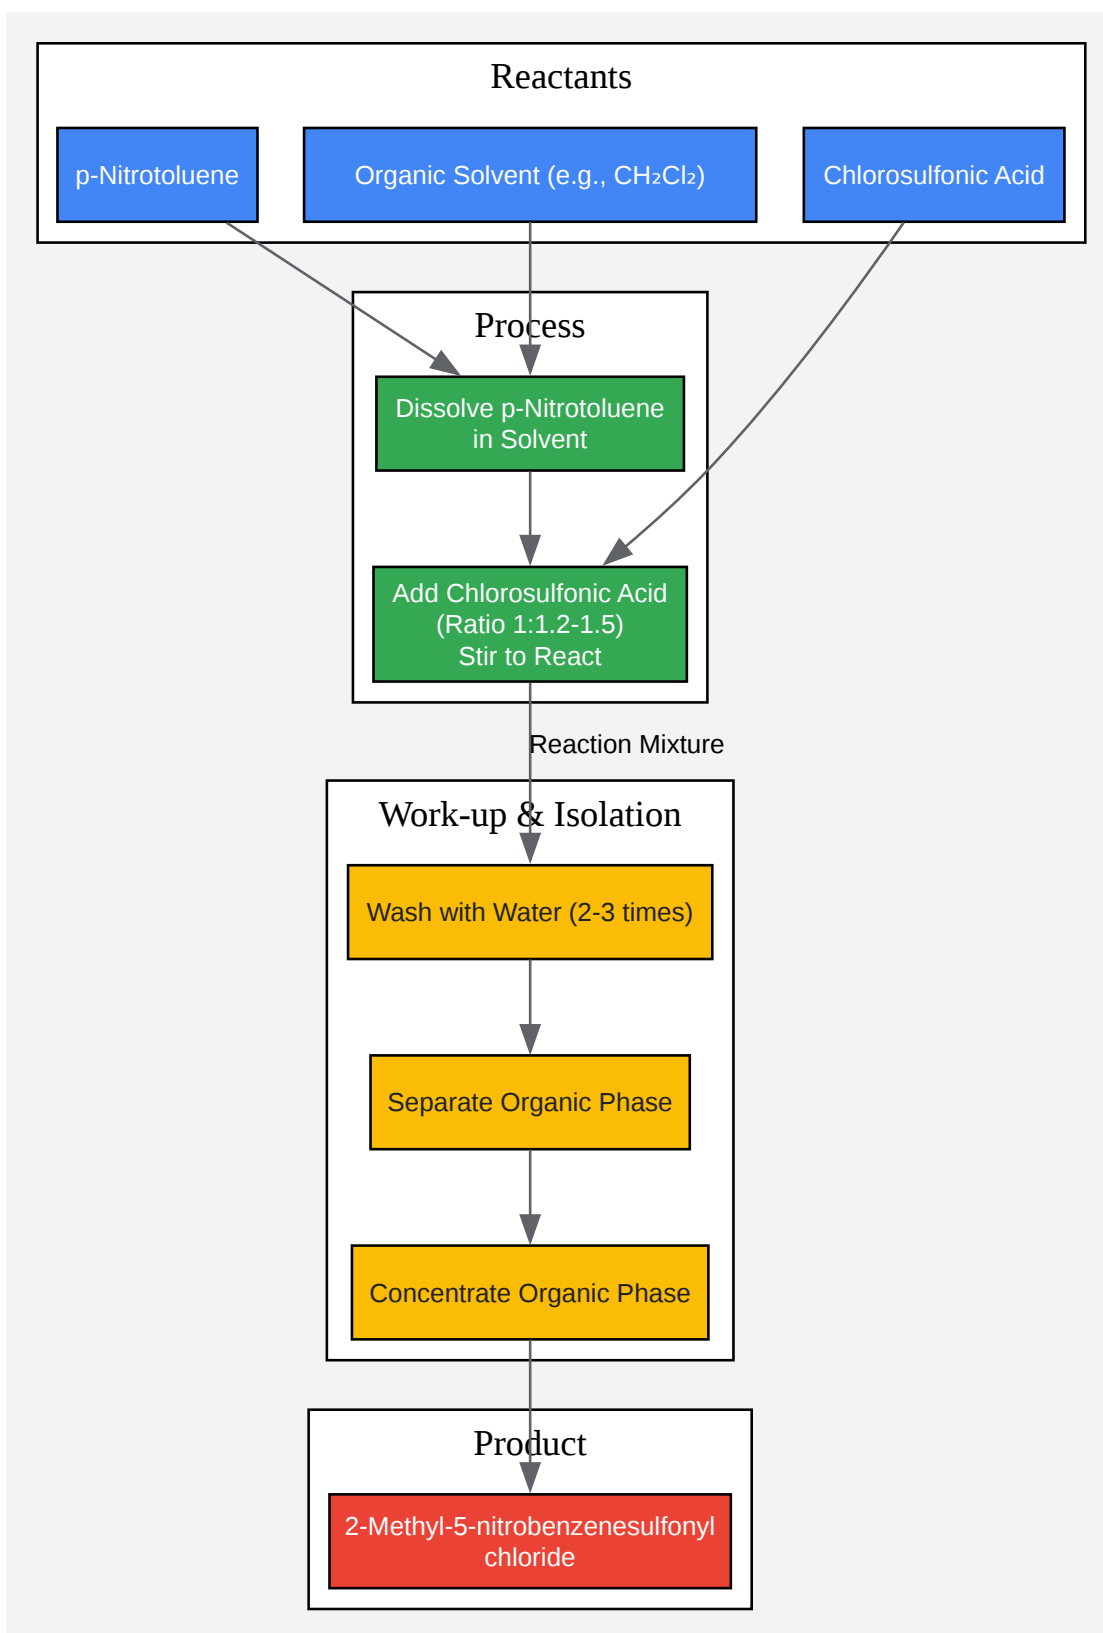 Reactants
p-Nitrotoluene
Organic Solvent (e.g., CH₂Cl₂)
Chlorosulfonic Acid
Process
Dissolve p-Nitrotoluene
in Solvent
Add Chlorosulfonic Acid
(Ratio 1:1.2-1.5)
Stir to React
Reaction Mixture
Work-up & Isolation
Wash with Water (2-3 times)
Separate Organic Phase
Concentrate Organic Phase
Product
2-Methyl-5-nitrobenzenesulfonyl
chloride